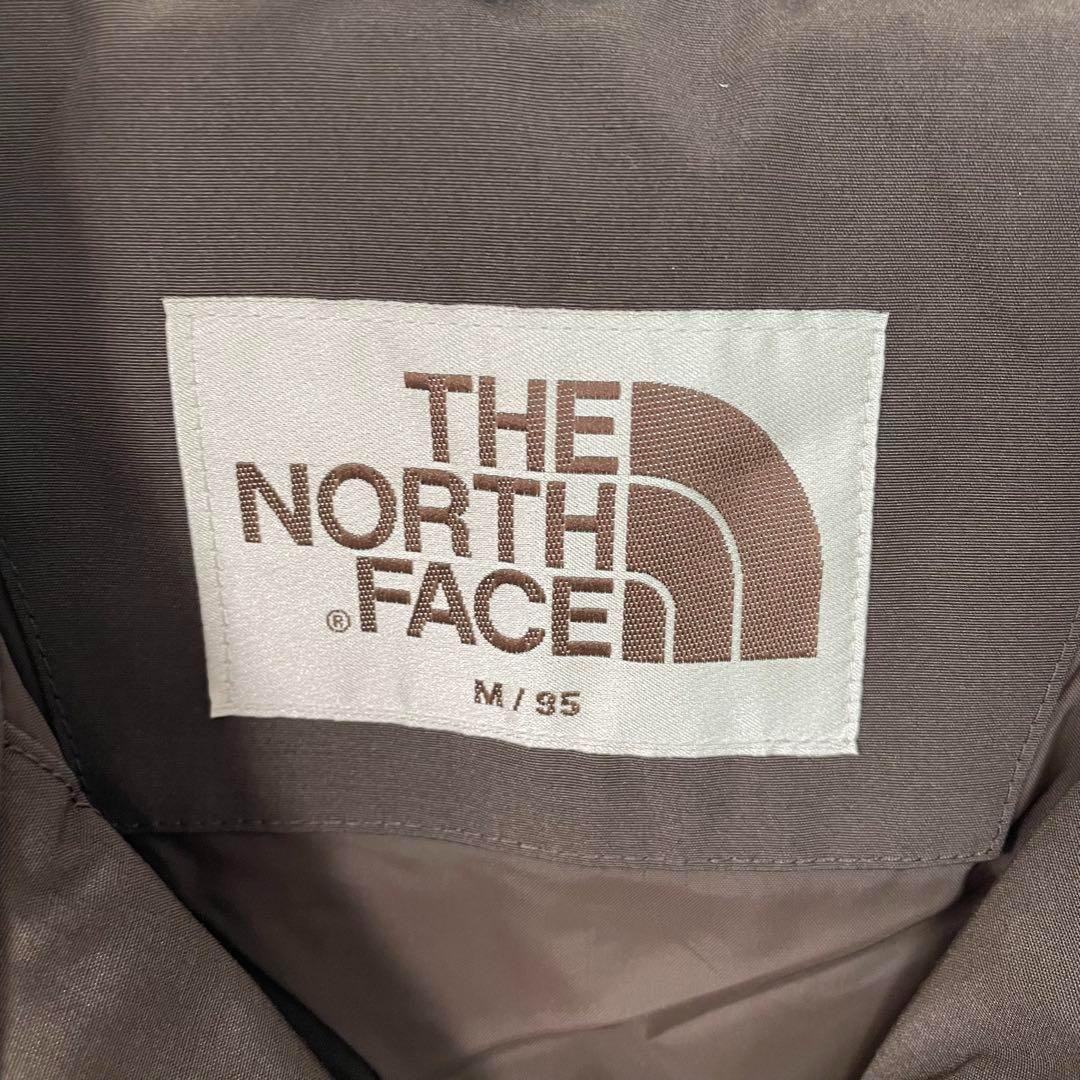 THE
NORTH
® FACE
M / 95